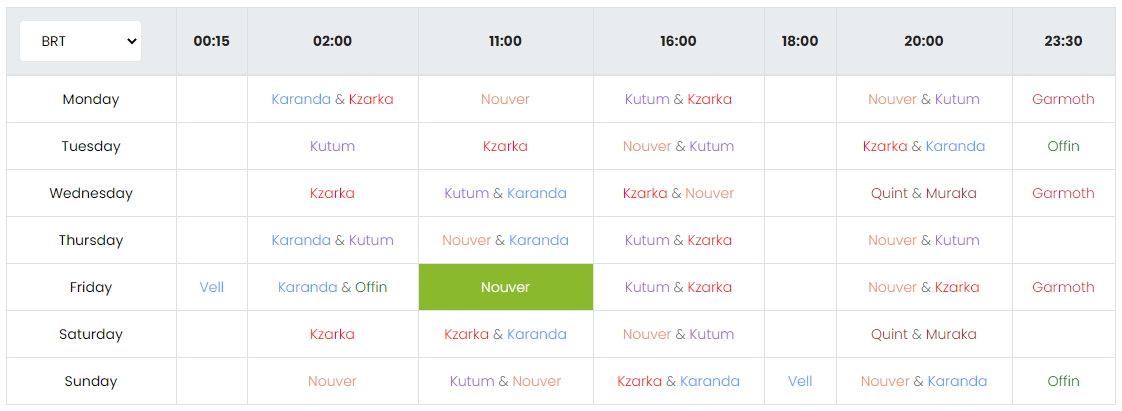 BRT 00:15 02:00 11:00 16:00 18:00 20:00 23:30
Monday Karanda & Kzarka Nouver Kutum & Kzarka Nouver & Kutum Garmoth
Tuesday Kutum Kzarka Nouver & Kutum Kzarka & Karanda Offin
Wednesday Kzarka Kutum & Karanda Kzarka & Nouver Quint & Muraka Garmoth
Thursday Karanda & Kutum Nouver & Karanda Kutum & Kzarka Nouver & Kutum
Friday Vell Karanda & Offin Nouver Kutum & Kzarka Nouver & Kzarka Garmoth
Saturday Kzarka Kzarka & Karanda Nouver & Kutum Quint & Muraka
Sunday Nouver Kutum & Nouver Kzarka & Karanda Vell Nouver & Karanda Offin